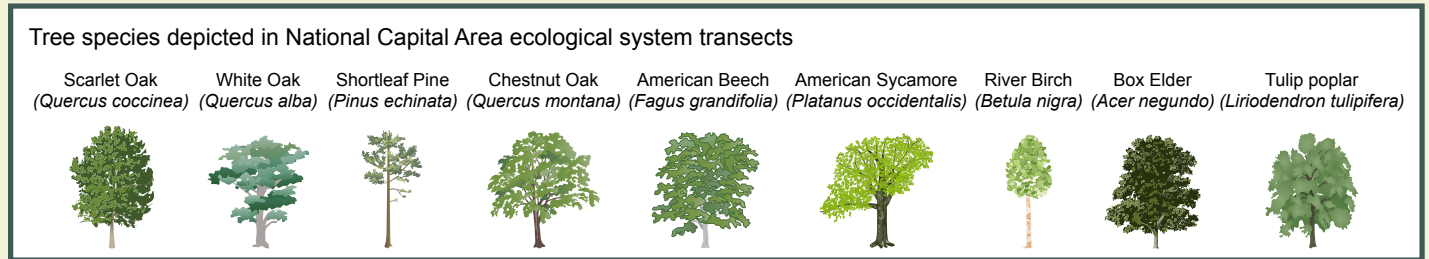 Tree species depicted in National Capital Area ecological system transects
Scarlet Oak
(Quercus coccinea)
White Oak
(Quercus alba)
Shortleaf Pine
(Pinus echinata)
Chestnut Oak
(Quercus montana)
American Beech
(Fagus grandifolia)
American Sycamore
(Platanus occidentalis)
River Birch
(Betula nigra)
Box Elder
(Acer negundo)
Tulip poplar
(Liriodendron tulipifera)